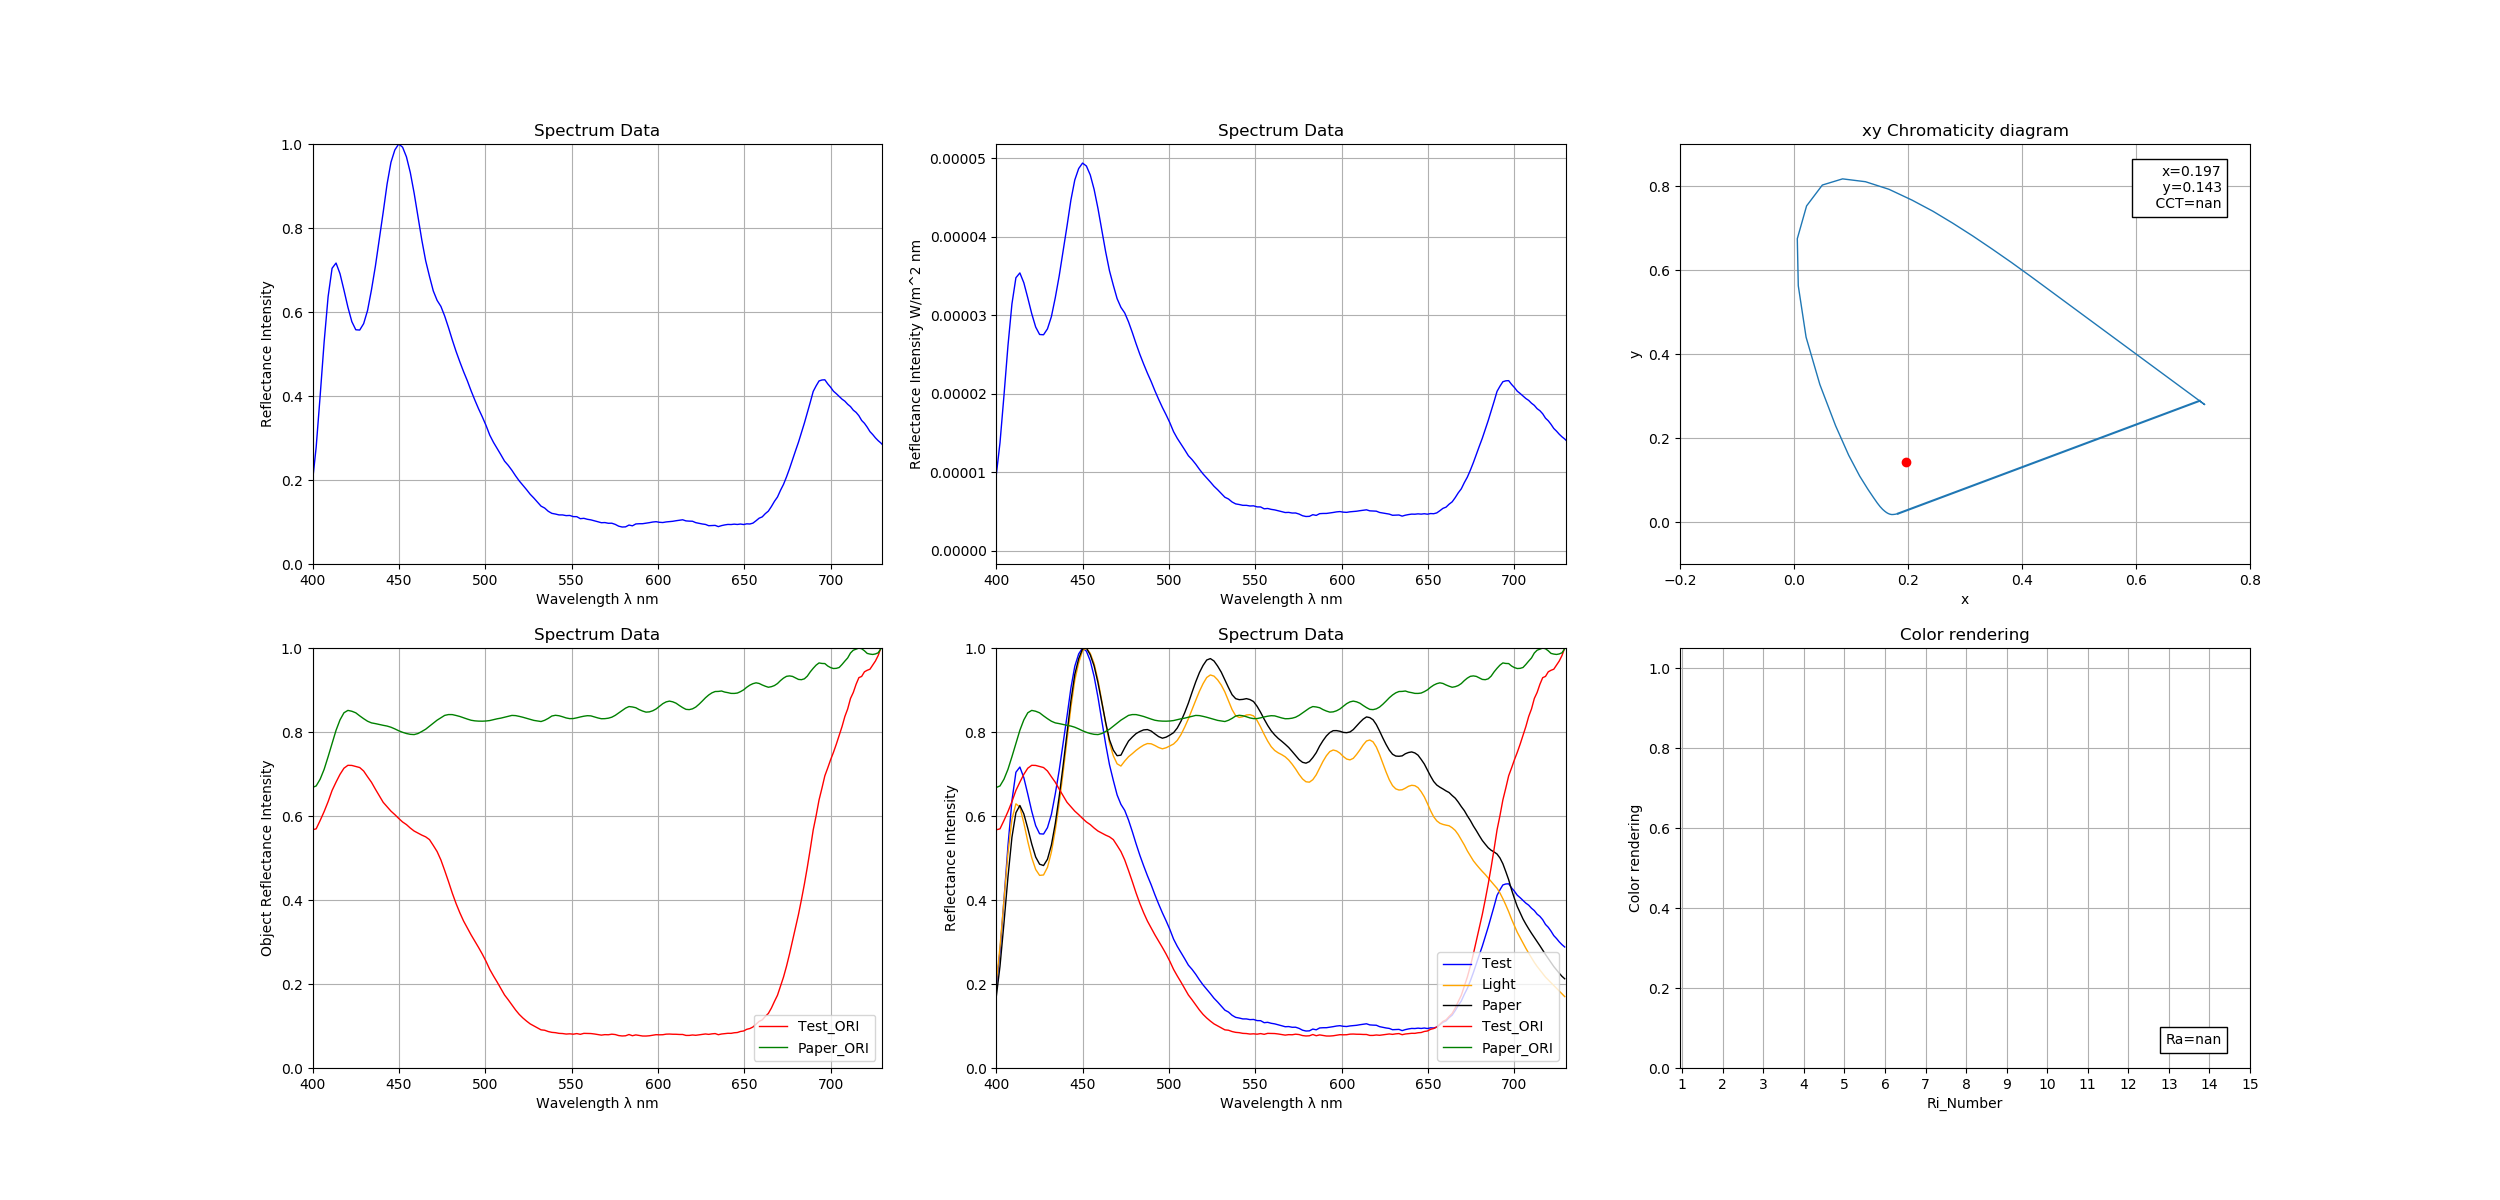 Spectrum Data
1.0
0.8
0.6
0.4
0.2
0.0
Reflectance Intensity
400 450 500 550 600 650 700
Wavelength λ nm
Spectrum Data
0.00005
0.00004
0.00003
0.00002
0.00001
0.00000
Reflectance Intensity W/m^2 nm
400 450 500 550 600 650 700
Wavelength λ nm
xy Chromaticity diagram
x=0.197
y=0.143
CCT=nan
0.8
0.6
0.4
0.2
0.0
y
−0.2 0.0 0.2 0.4 0.6 0.8
x
Spectrum Data
1.0
0.8
0.6
0.4
0.2
0.0
Object Reflectance Intensity
Test_ORI
Paper_ORI
400 450 500 550 600 650 700
Wavelength λ nm
Spectrum Data
1.0
0.8
0.6
0.4
0.2
0.0
Reflectance Intensity
Test
Light
Paper
Test_ORI
Paper_ORI
400 450 500 550 600 650 700
Wavelength λ nm
Color rendering
1.0
0.8
0.6
0.4
0.2
0.0
Color rendering
Ra=nan
1 2 3 4 5 6 7 8 9 10 11 12 13 14 15
Ri_Number